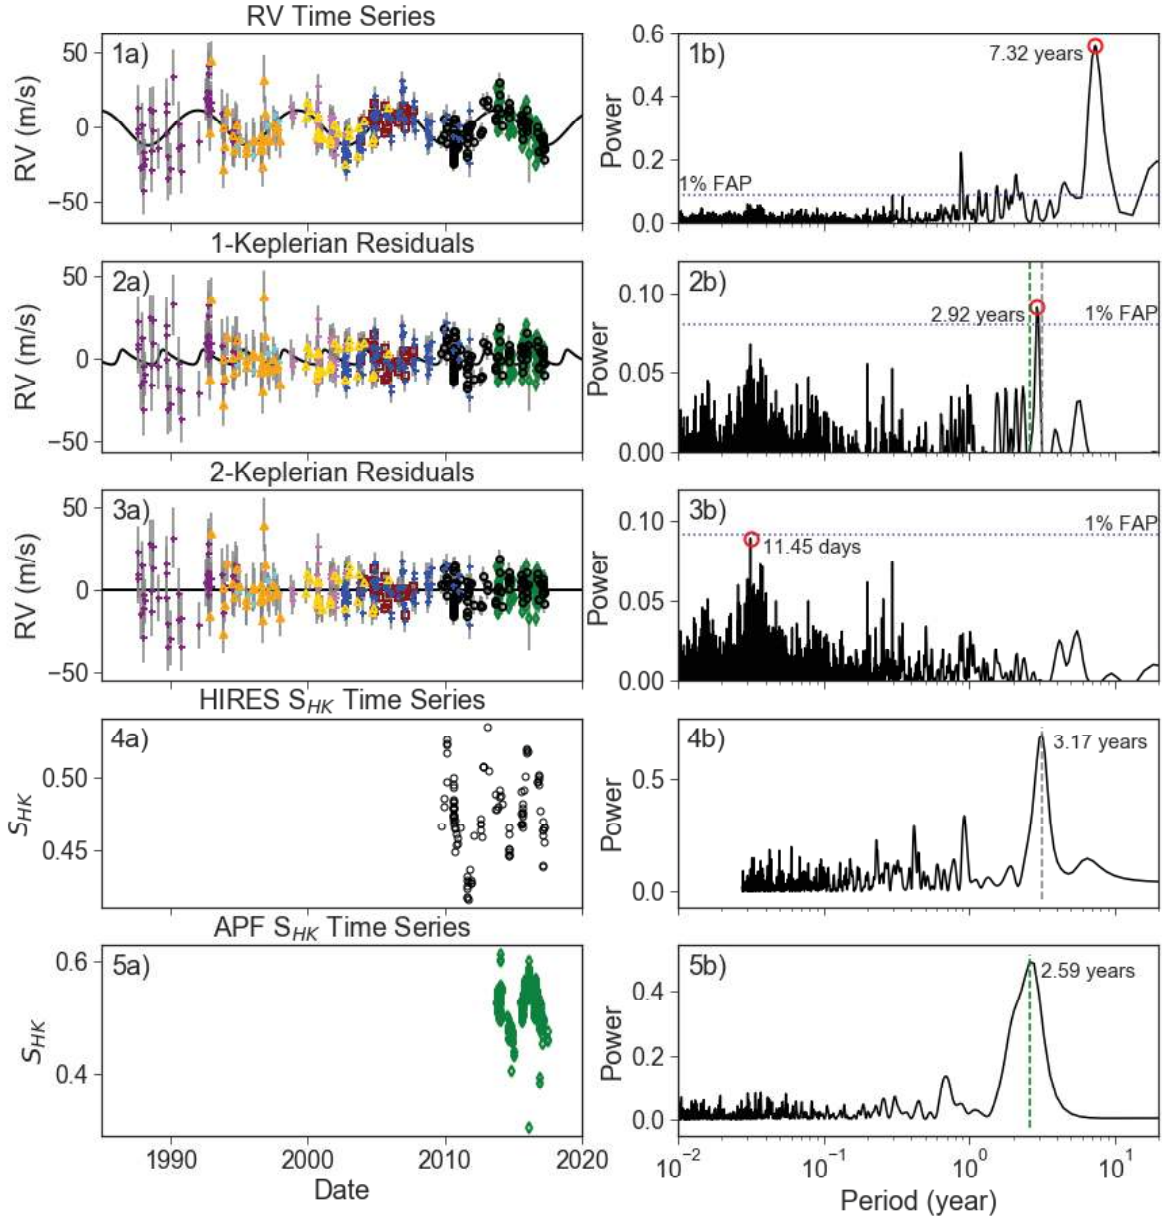 RV Time Series
1a)
50
0
−50
RV (m/s)
1b)
7.32 years
1% FAP
0.6
0.4
0.2
0.0
Power
1-Keplerian Residuals
2a)
50
0
−50
RV (m/s)
2b)
2.92 years
1% FAP
0.10
0.05
0.00
Power
2-Keplerian Residuals
3a)
50
0
−50
RV (m/s)
3b)
1% FAP
11.45 days
0.10
0.05
0.00
Power
HIRES S_HK Time Series
4a)
0.50
0.45
S_HK
4b)
3.17 years
0.5
0.0
Power
APF S_HK Time Series
5a)
0.6
0.4
S_HK
1990 2000 2010 2020
Date
5b)
2.59 years
0.4
0.2
0.0
Power
10⁻² 10⁻¹ 10⁰ 10¹
Period (year)